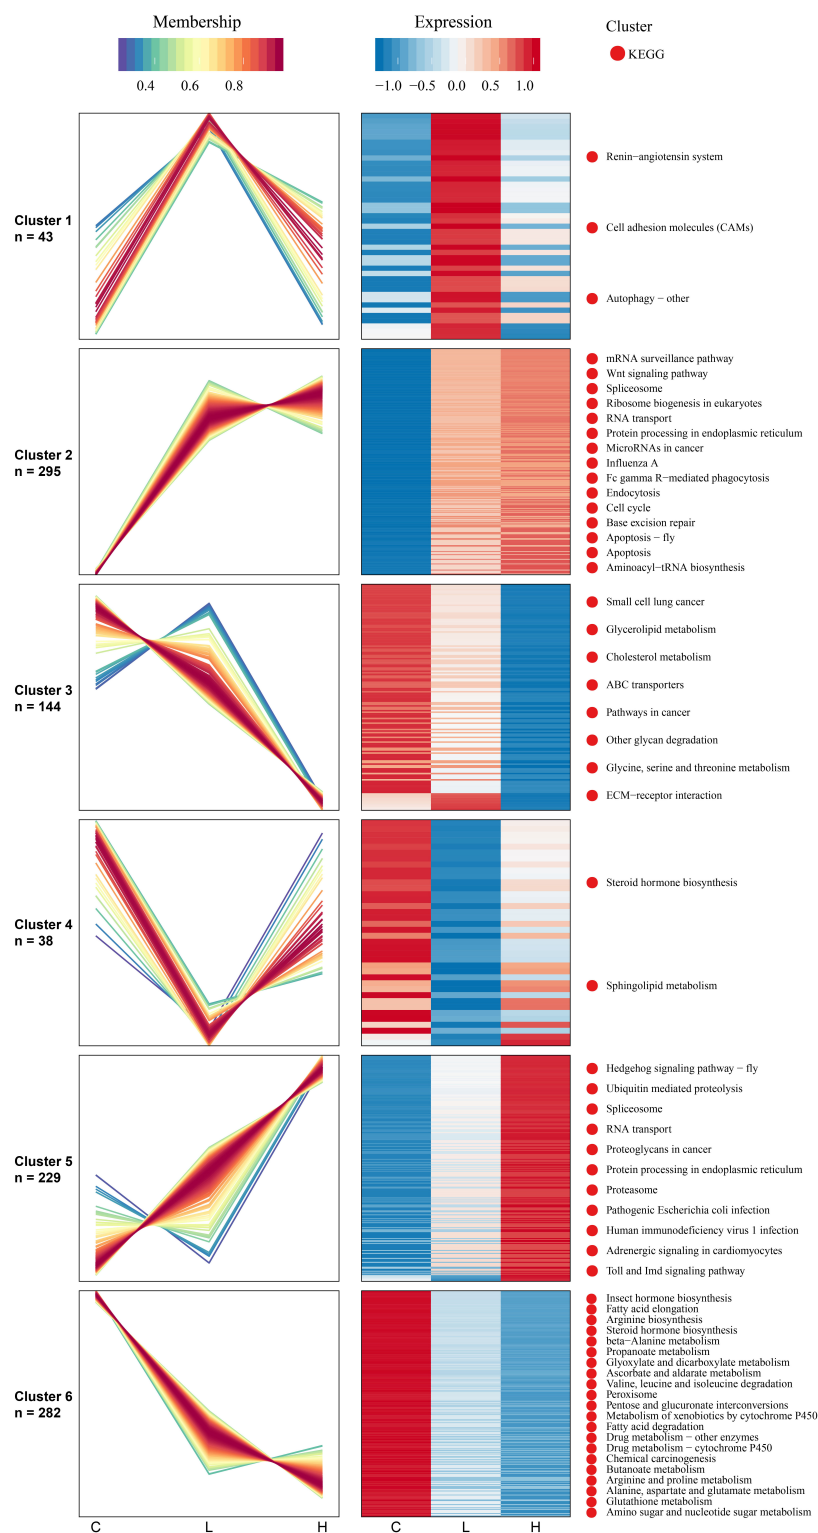 Membership
0.4 0.6 0.8
Expression
−1.0 −0.5 0.0 0.5 1.0
Cluster
KEGG
Cluster 1
n = 43
Renin−angiotensin system
Cell adhesion molecules (CAMs)
Autophagy − other
Cluster 2
n = 295
mRNA surveillance pathway
Wnt signaling pathway
Spliceosome
Ribosome biogenesis in eukaryotes
RNA transport
Protein processing in endoplasmic reticulum
MicroRNAs in cancer
Influenza A
Fc gamma R−mediated phagocytosis
Endocytosis
Cell cycle
Base excision repair
Apoptosis − fly
Apoptosis
Aminoacyl−tRNA biosynthesis
Cluster 3
n = 144
Small cell lung cancer
Glycerolipid metabolism
Cholesterol metabolism
ABC transporters
Pathways in cancer
Other glycan degradation
Glycine, serine and threonine metabolism
ECM−receptor interaction
Cluster 4
n = 38
Steroid hormone biosynthesis
Sphingolipid metabolism
Cluster 5
n = 229
Hedgehog signaling pathway − fly
Ubiquitin mediated proteolysis
Spliceosome
RNA transport
Proteoglycans in cancer
Protein processing in endoplasmic reticulum
Proteasome
Pathogenic Escherichia coli infection
Human immunodeficiency virus 1 infection
Adrenergic signaling in cardiomyocytes
Toll and Imd signaling pathway
Cluster 6
n = 282
Insect hormone biosynthesis
Fatty acid elongation
Arginine biosynthesis
Steroid hormone biosynthesis
beta−Alanine metabolism
Propanoate metabolism
Glyoxylate and dicarboxylate metabolism
Ascorbate and aldarate metabolism
Valine, leucine and isoleucine degradation
Peroxisome
Pentose and glucuronate interconversions
Metabolism of xenobiotics by cytochrome P450
Fatty acid degradation
Drug metabolism − other enzymes
Drug metabolism − cytochrome P450
Chemical carcinogenesis
Butanoate metabolism
Arginine and proline metabolism
Alanine, aspartate and glutamate metabolism
Glutathione metabolism
Amino sugar and nucleotide sugar metabolism
C L H
C L H